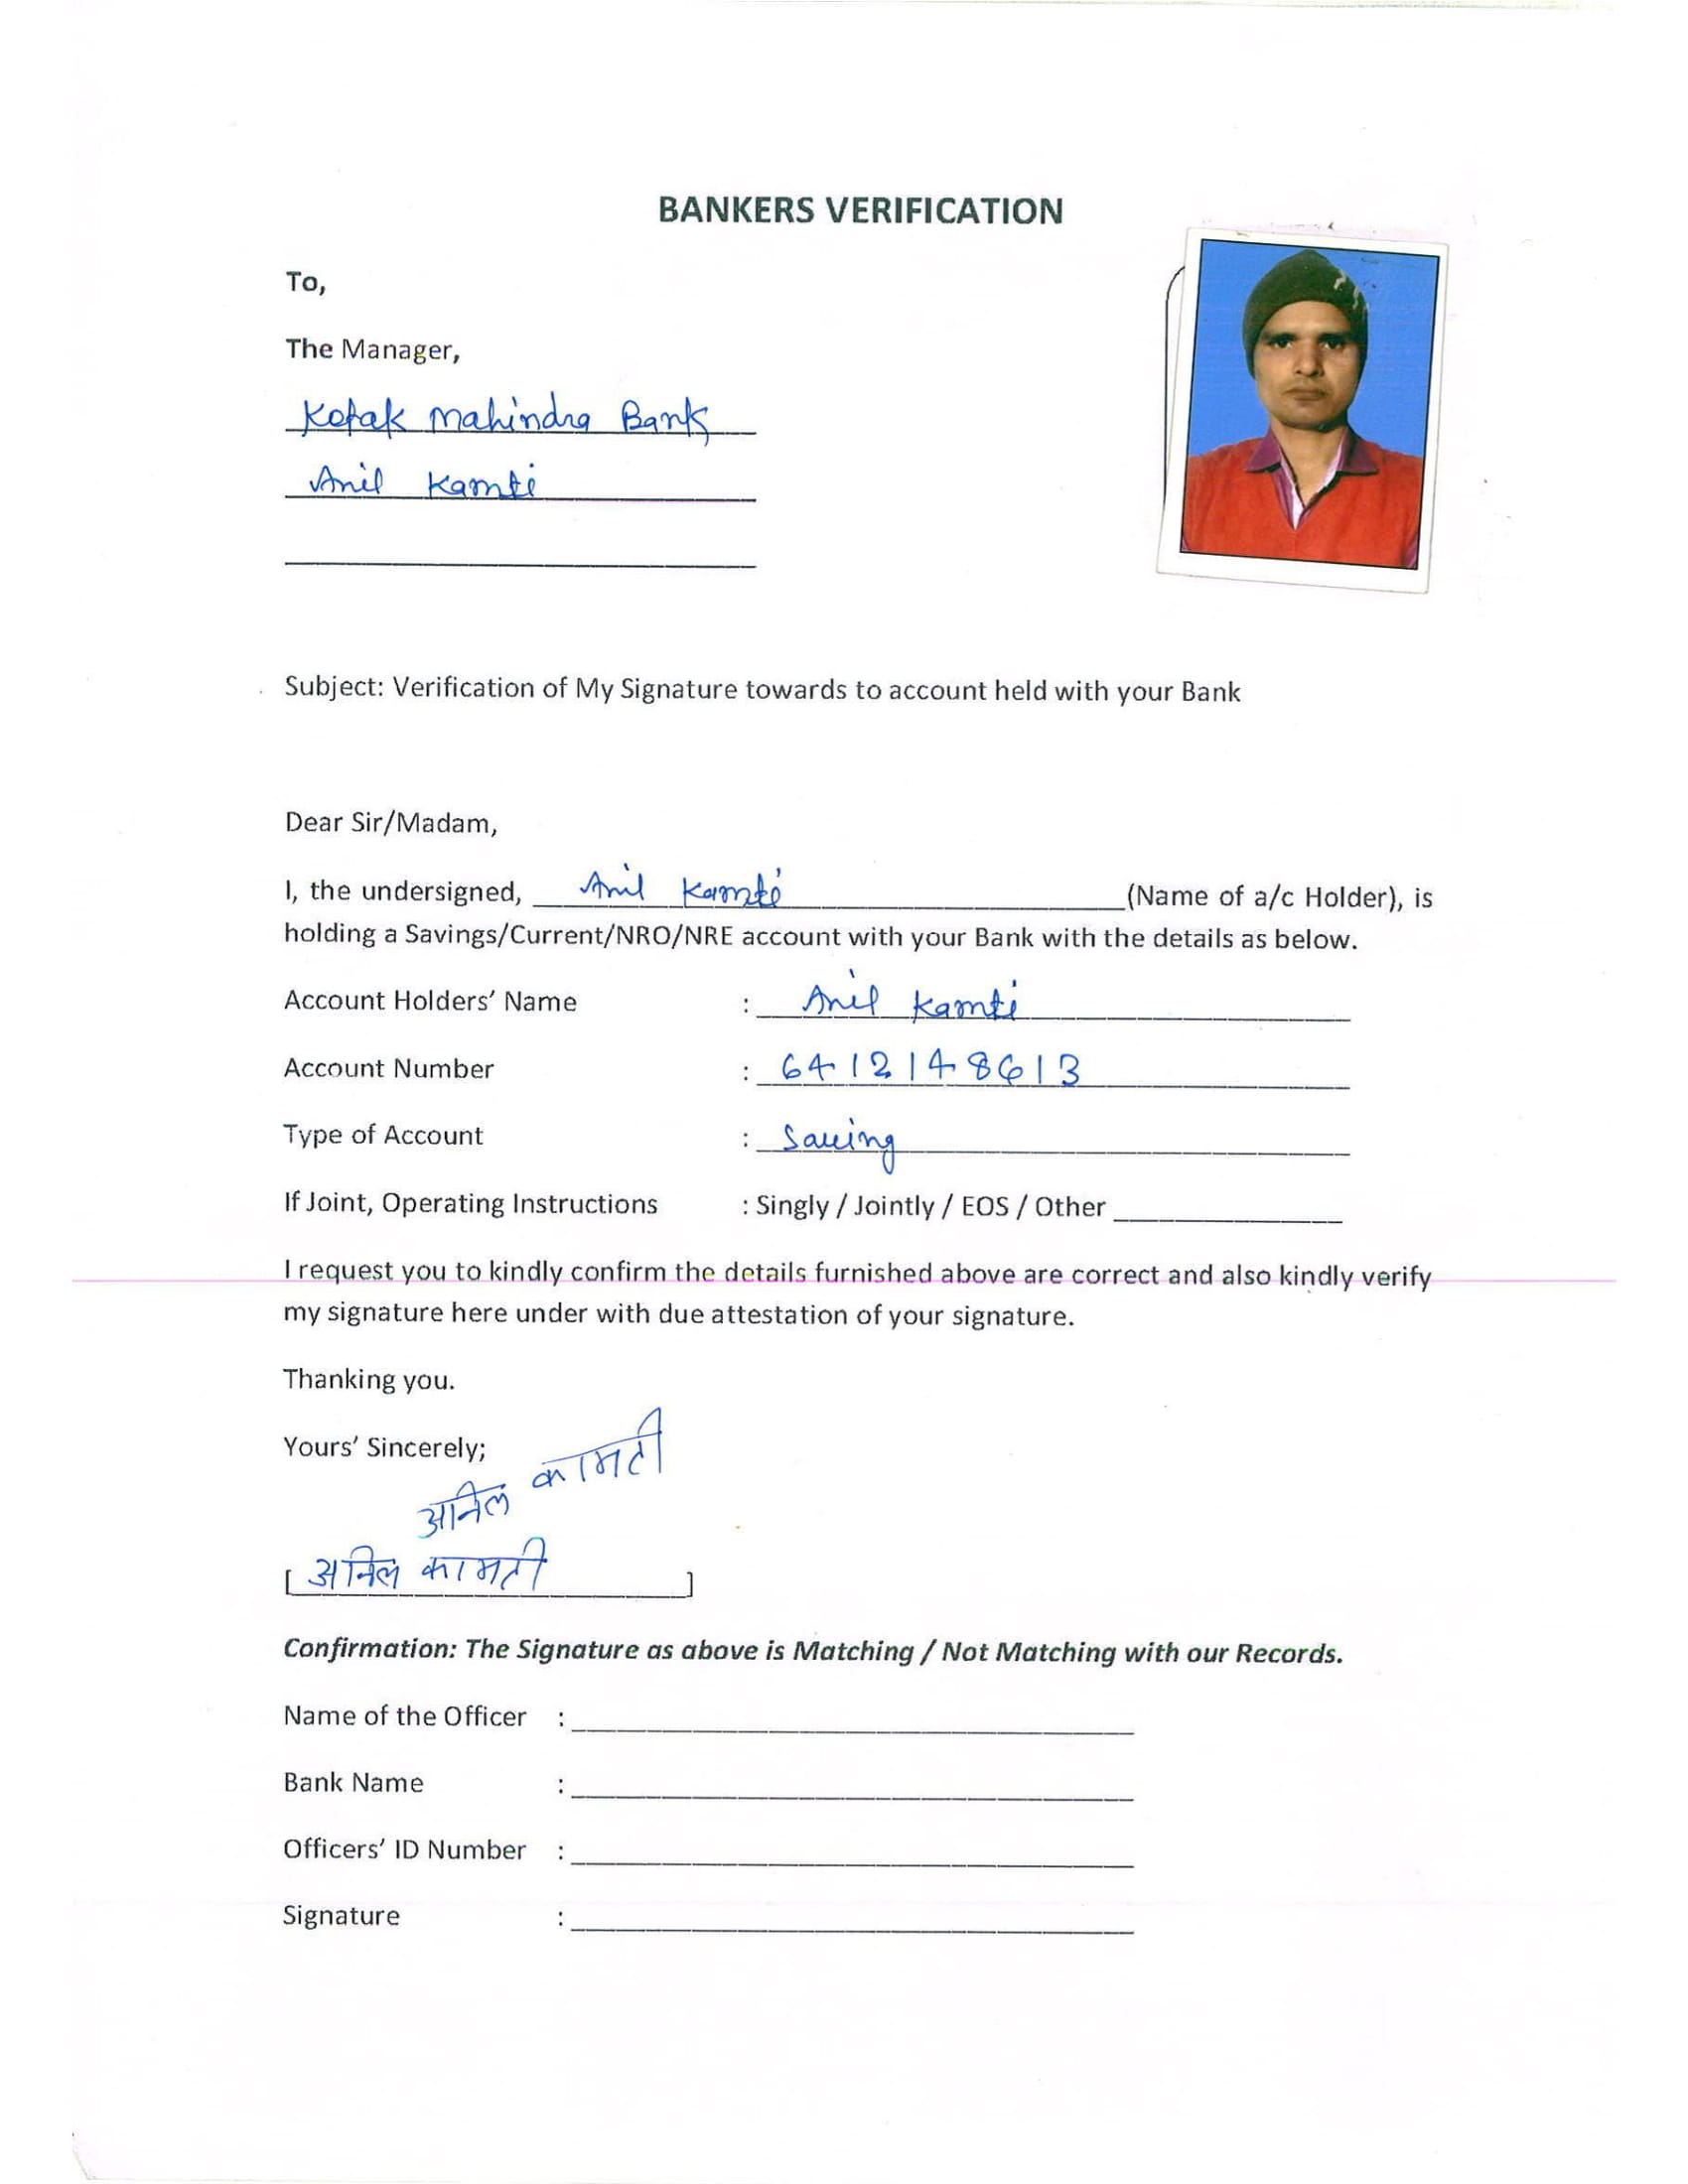 BANKERS VERIFICATION
To,
The Manager,
Kotak Mahindra Bank
Anil Kamti
Subject: Verification of My Signature towards to account held with your Bank
Dear Sir/Madam,
I, the undersigned, Anil Kamti (Name of a/c Holder), is
holding a Savings/Current/NRO/NRE account with your Bank with the details as below.
Account Holders’ Name : Anil Kamti
Account Number : 6412148613
Type of Account : Saving
If Joint, Operating Instructions : Singly / Jointly / EOS / Other
I request you to kindly confirm the details furnished above are correct and also kindly verify
my signature here under with due attestation of your signature.
Thanking you.
Yours’ Sincerely;
अनिल कामती
[ अनिल कामती ]
Confirmation: The Signature as above is Matching / Not Matching with our Records.
Name of the Officer :
Bank Name :
Officers’ ID Number :
Signature :